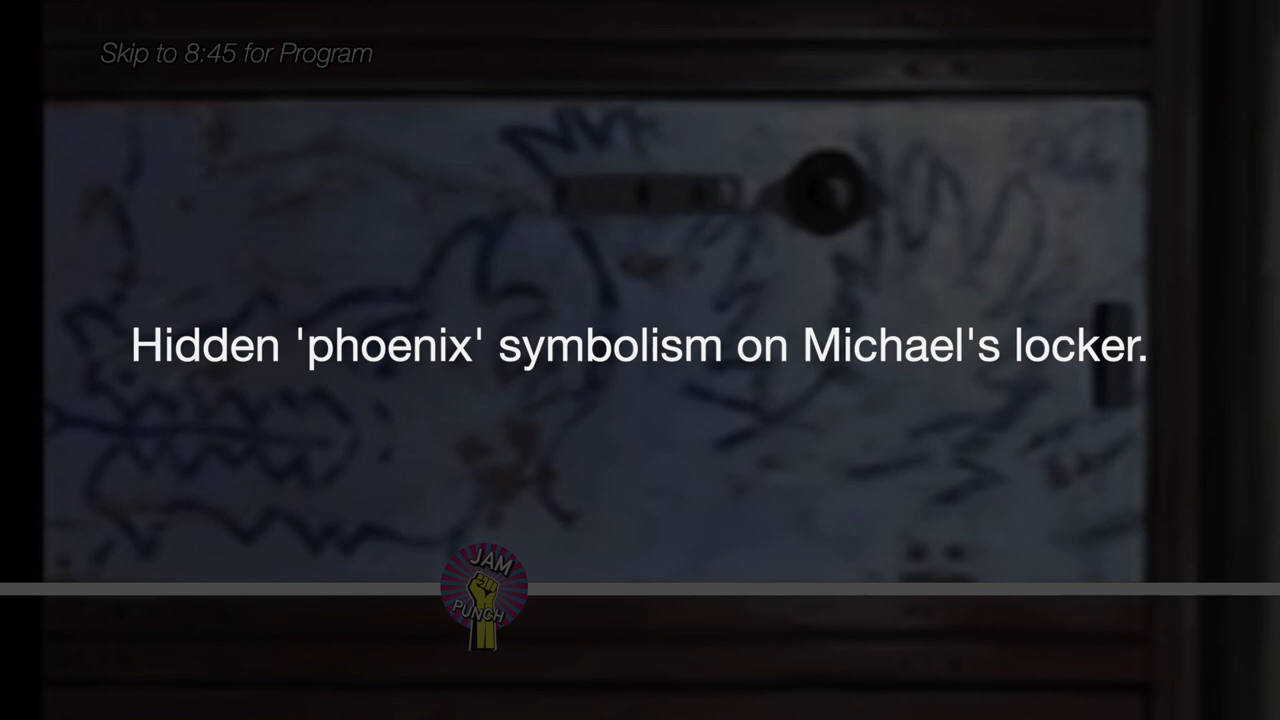 Skip to 8:45 for Program
Hidden 'phoenix' symbolism on Michael's locker.
JAM
PUNCH